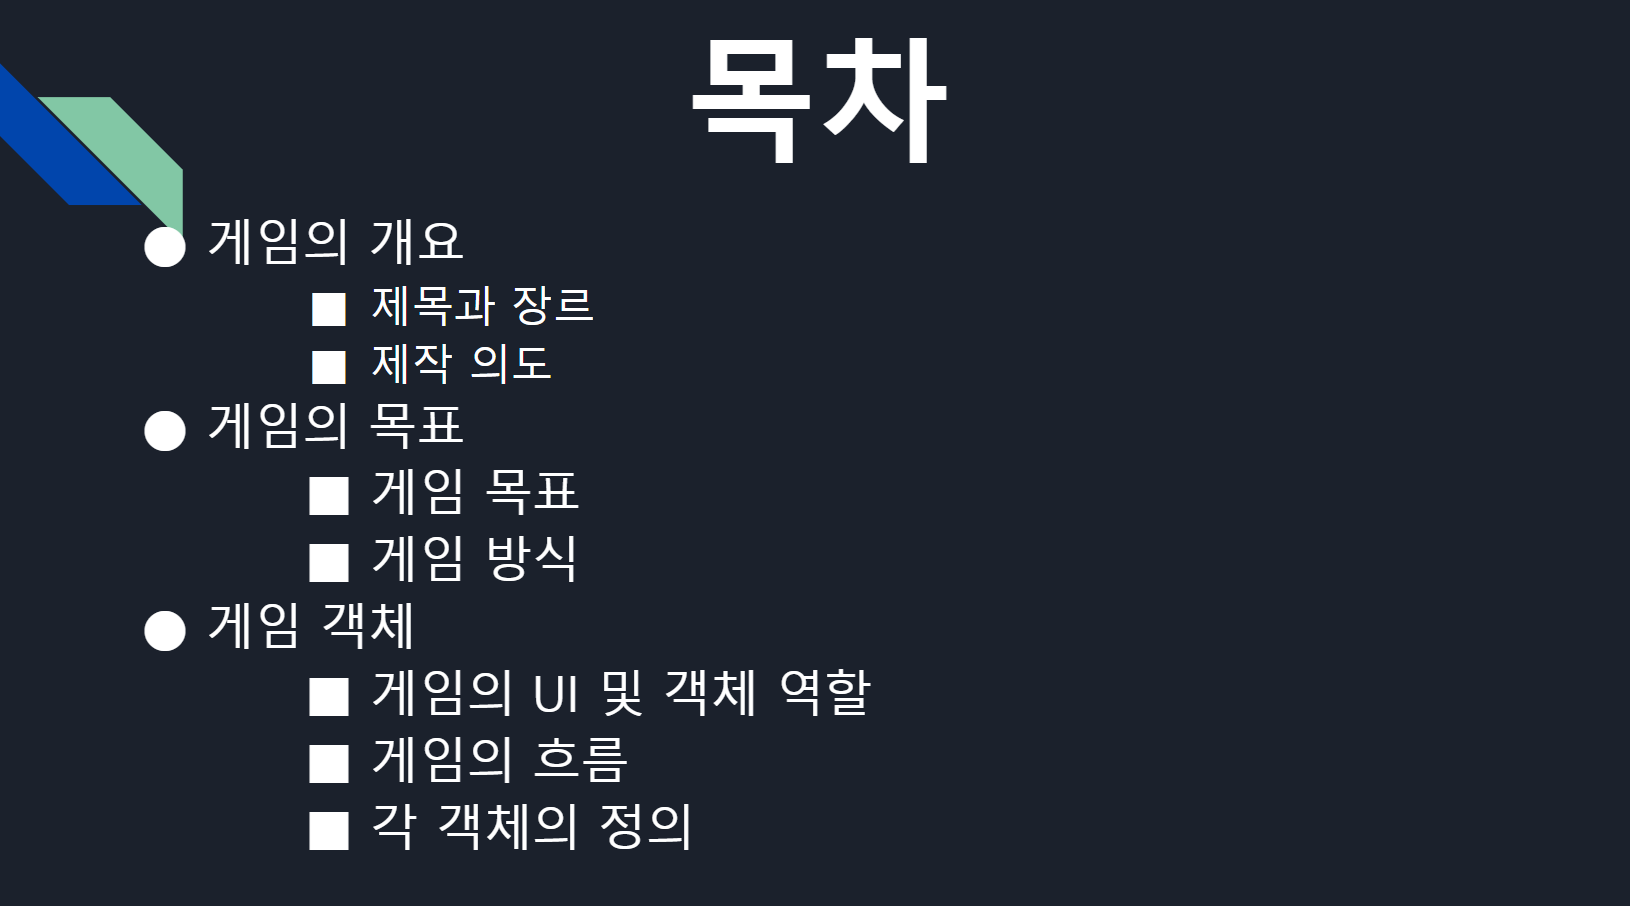 목차
● 게임의 개요
■ 제목과 장르
■ 제작 의도
● 게임의 목표
■ 게임 목표
■ 게임 방식
● 게임 객체
■ 게임의 UI 및 객체 역할
■ 게임의 흐름
■ 각 객체의 정의